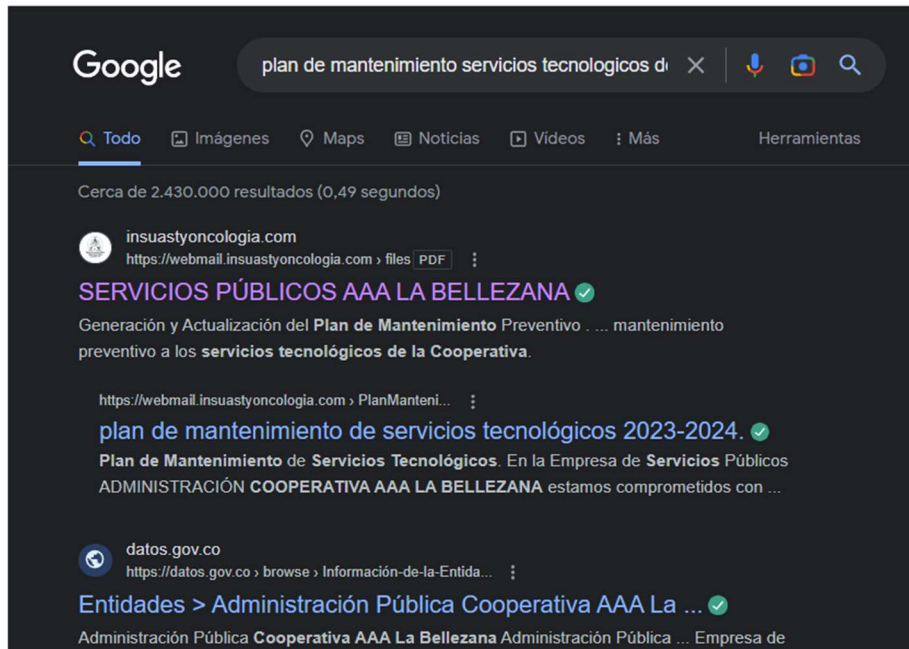 Google
plan de mantenimiento servicios tecnologicos d
Todo Imágenes Maps Noticias Vídeos Más Herramientas
Cerca de 2.430.000 resultados (0,49 segundos)
insuastyoncologia.com
https://webmail.insuastyoncologia.com › files PDF
SERVICIOS PÚBLICOS AAA LA BELLEZANA
Generación y Actualización del Plan de Mantenimiento Preventivo . ... mantenimiento
preventivo a los servicios tecnológicos de la Cooperativa.
https://webmail.insuastyoncologia.com › PlanManteni...
plan de mantenimiento de servicios tecnológicos 2023-2024.
Plan de Mantenimiento de Servicios Tecnológicos. En la Empresa de Servicios Públicos
ADMINISTRACIÓN COOPERATIVA AAA LA BELLEZANA estamos comprometidos con ...
datos.gov.co
https://datos.gov.co › browse › Información-de-la-Entida...
Entidades > Administración Pública Cooperativa AAA La ...
Administración Pública Cooperativa AAA La Bellezana Administración Pública ... Empresa de